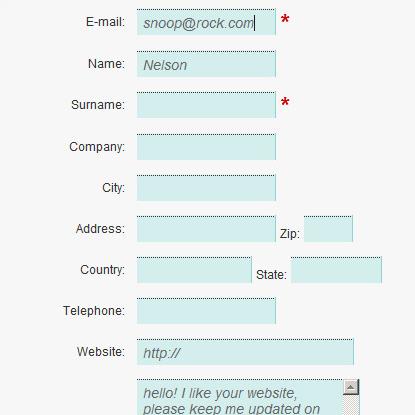 E-mail: snoop@rock.com *
Name: Nelson
Surname: *
Company:
City:
Address: Zip:
Country: State:
Telephone:
Website: http://
hello! I like your website,
please keep me updated on